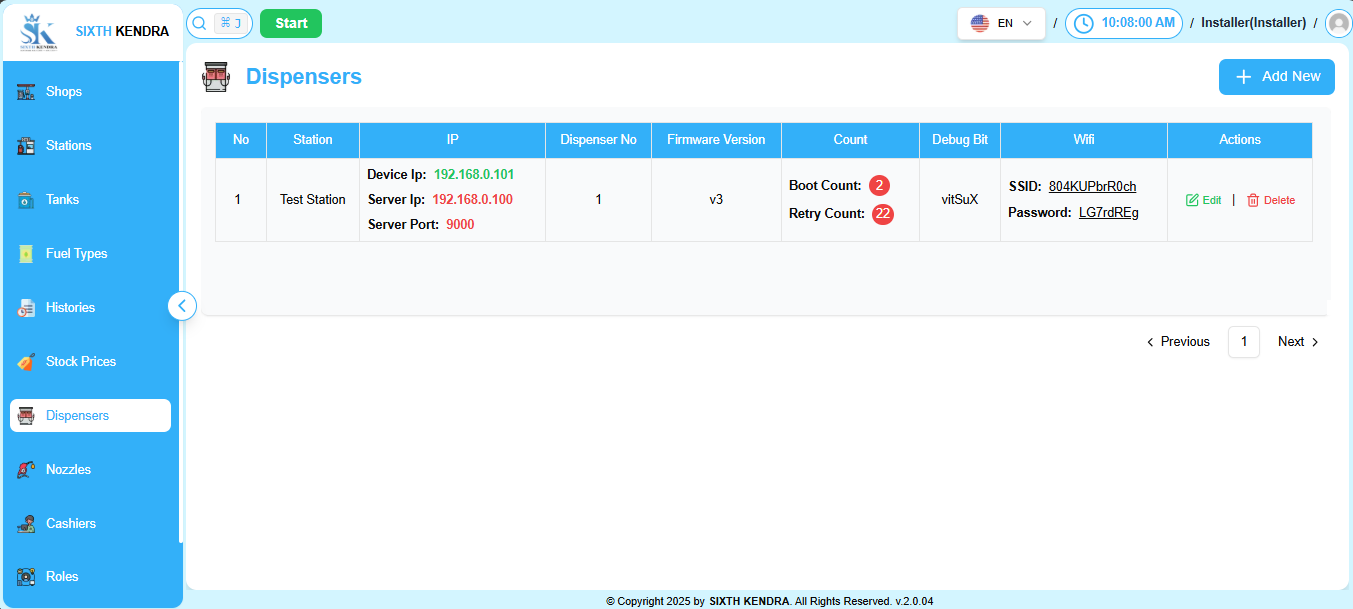 SK
SIXTH KENDRA
SIXTH KENDRA
⌘ J
Start
EN
/
10:08:00 AM
/ Installer(Installer) /
Shops
Stations
Tanks
Fuel Types
Histories
Stock Prices
Dispensers
Nozzles
Cashiers
Roles
Dispensers
Add New
No Station IP Dispenser No Firmware Version Count Debug Bit Wifi Actions
1
Test Station
Device Ip: 192.168.0.101
Server Ip: 192.168.0.100
Server Port: 9000
1
v3
Boot Count: 2
Retry Count: 22
vitSuX
SSID: 804KUPbrR0ch
Password: LG7rdREg
Edit | Delete
Previous 1 Next
© Copyright 2025 by SIXTH KENDRA. All Rights Reserved. v.2.0.04